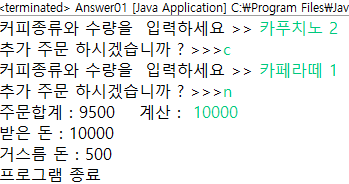 <terminated> Answer01 [Java Application] C:₩Program Files₩Jav
커피종류와 수량을 입력하세요 >> 카푸치노 2
추가 주문 하시겠습니까 ? >>>c
커피종류와 수량을 입력하세요 >> 카페라떼 1
추가 주문 하시겠습니까 ? >>>n
주문합계 : 9500 계산 : 10000
받은 돈 : 10000
거스름 돈 : 500
프로그램 종료